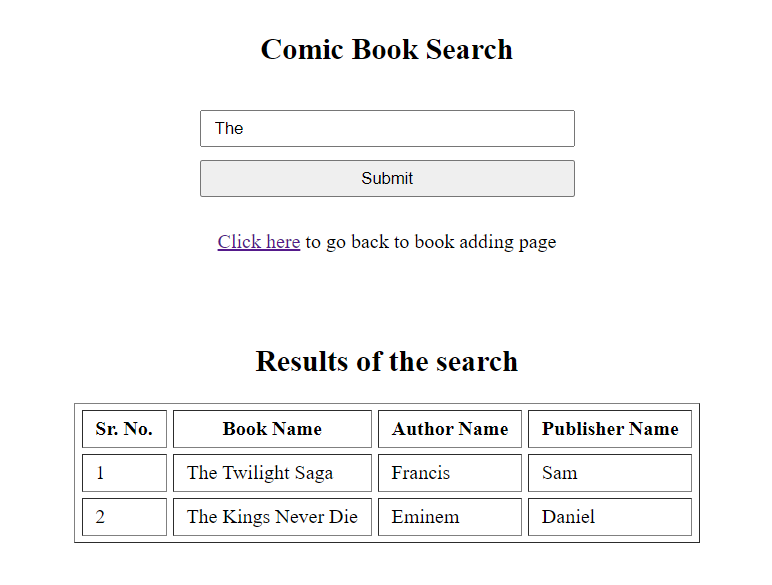 Comic Book Search
The
Submit
Click here to go back to book adding page
Results of the search
Sr. No. Book Name Author Name Publisher Name
1 The Twilight Saga Francis Sam
2 The Kings Never Die Eminem Daniel